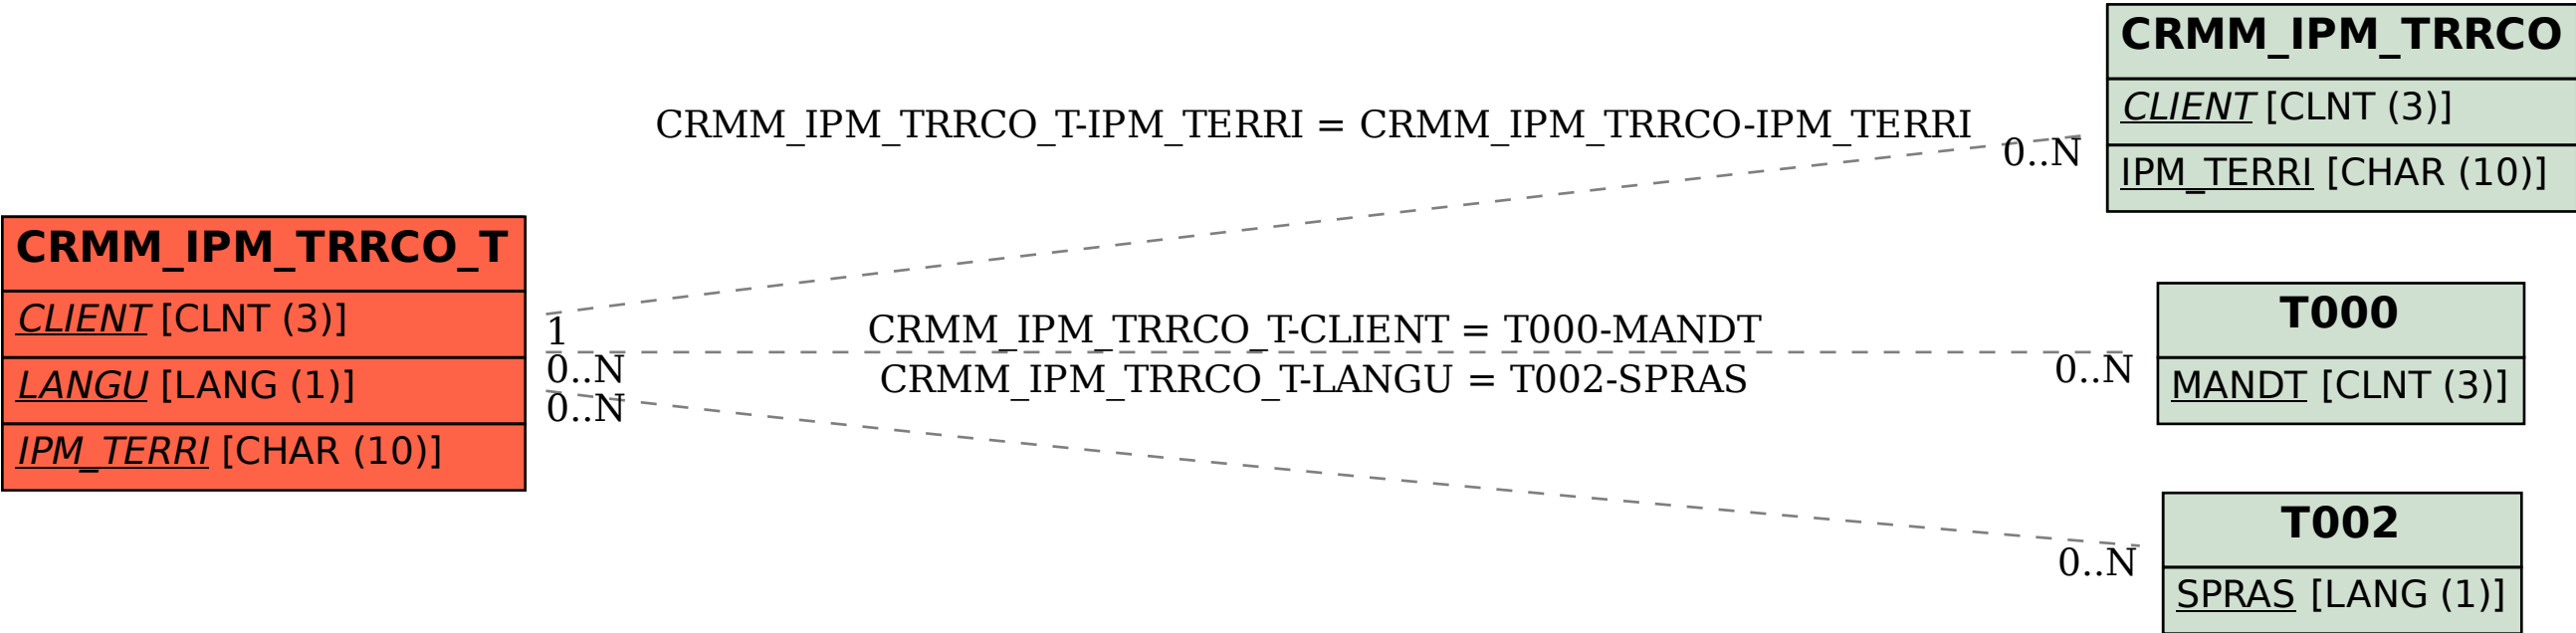 CRMM_IPM_TRRCO
CLIENT [CLNT (3)]
IPM_TERRI [CHAR (10)]
CRMM_IPM_TRRCO_T-IPM_TERRI = CRMM_IPM_TRRCO-IPM_TERRI
0..N
CRMM_IPM_TRRCO_T
CLIENT [CLNT (3)]
LANGU [LANG (1)]
IPM_TERRI [CHAR (10)]
1
0..N
0..N
CRMM_IPM_TRRCO_T-CLIENT = T000-MANDT
CRMM_IPM_TRRCO_T-LANGU = T002-SPRAS
0..N
T000
MANDT [CLNT (3)]
0..N
T002
SPRAS [LANG (1)]